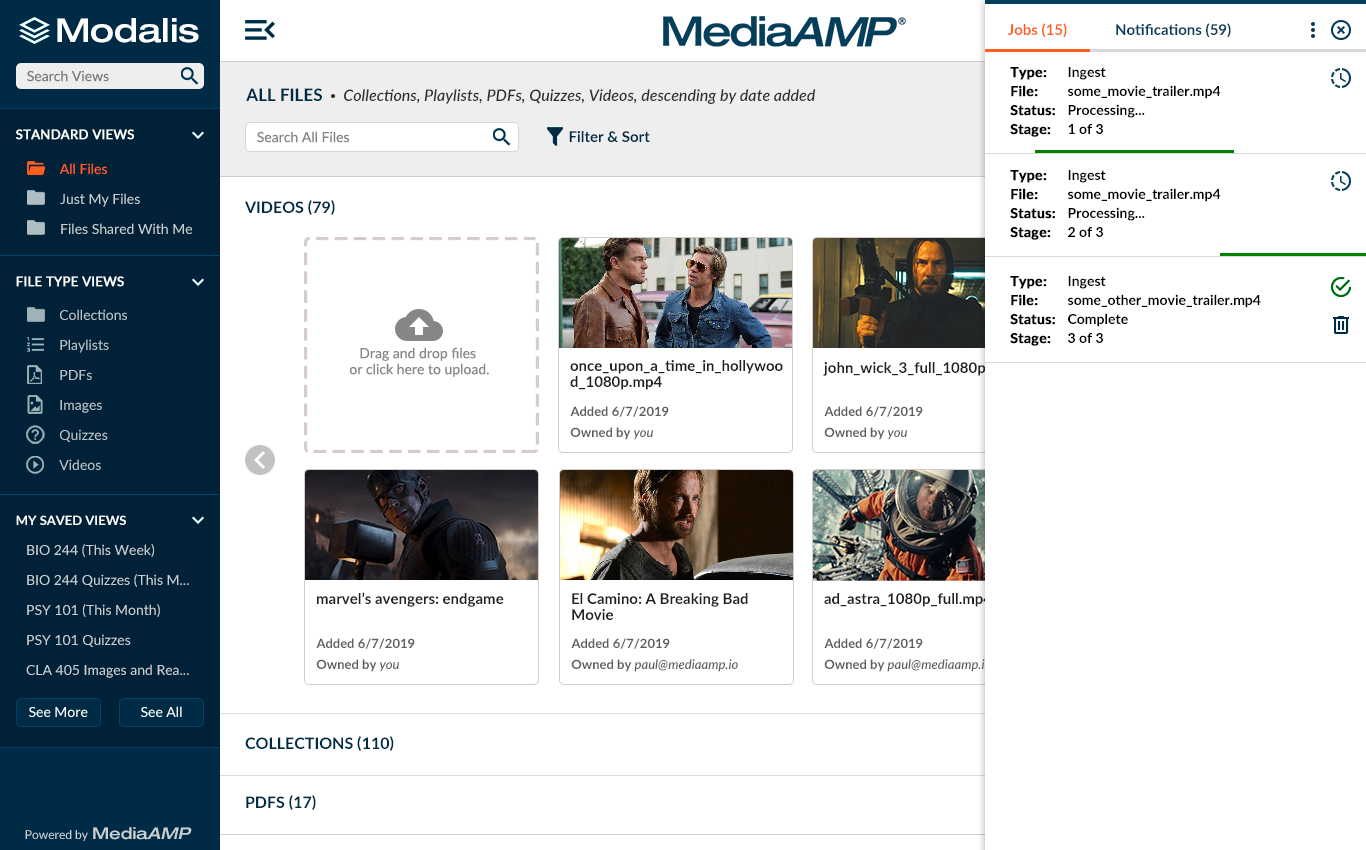 Modalis
Search Views
STANDARD VIEWS
All Files
Just My Files
Files Shared With Me
FILE TYPE VIEWS
Collections
Playlists
PDFs
Images
Quizzes
Videos
MY SAVED VIEWS
BIO 244 (This Week)
BIO 244 Quizzes (This M...
PSY 101 (This Month)
PSY 101 Quizzes
CLA 405 Images and Rea...
See More
See All
Powered by MediaAMP
MediaAMP®
ALL FILES • Collections, Playlists, PDFs, Quizzes, Videos, descending by date added
Search All Files
Filter & Sort
VIDEOS (79)
Drag and drop files
or click here to upload.
once_upon_a_time_in_hollywoo
d_1080p.mp4
Added 6/7/2019
Owned by you
john_wick_3_full_1080p
Added 6/7/2019
Owned by you
marvel’s avengers: endgame
Added 6/7/2019
Owned by you
El Camino: A Breaking Bad
Movie
Added 6/7/2019
Owned by paul@mediaamp.io
ad_astra_1080p_full.mp4
Added 6/7/2019
Owned by paul@mediaamp.i
COLLECTIONS (110)
PDFS (17)
Jobs (15)
Notifications (59)
Type: Ingest
File: some_movie_trailer.mp4
Status: Processing...
Stage: 1 of 3
Type: Ingest
File: some_movie_trailer.mp4
Status: Processing...
Stage: 2 of 3
Type: Ingest
File: some_other_movie_trailer.mp4
Status: Complete
Stage: 3 of 3